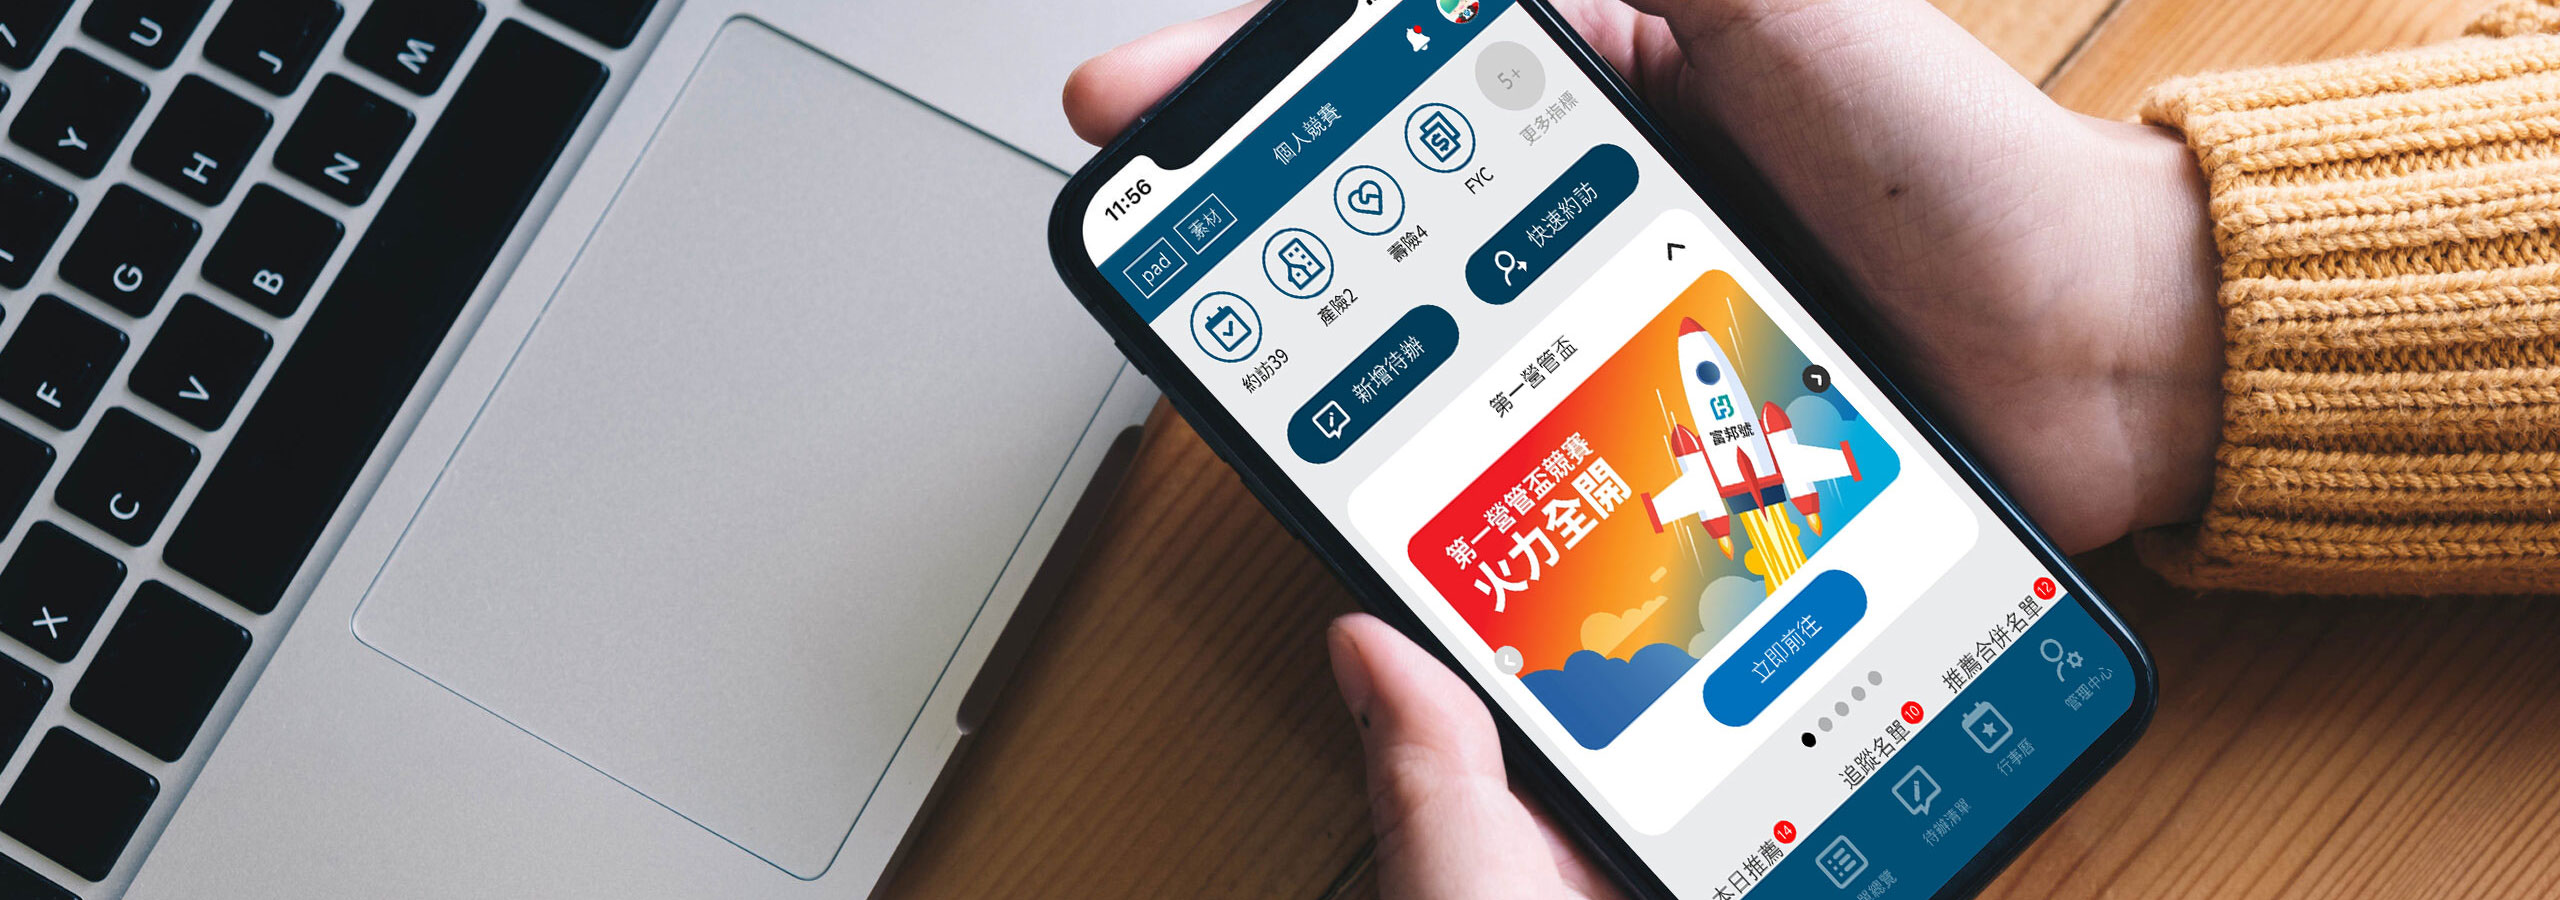 11:56
pad
素材
個人競賽
約訪39
產險2
壽險4
FYC
5+
更多指標
新增待辦
快速約訪
第一營管盃
第一營管盃競賽
火力全開
富邦號
立即前往
本日推薦
14
追蹤名單
10
推薦合併名單
12
總覽
待辦清單
行事曆
管理中心
U
J
M
Y
H
N
G
B
F
V
C
X